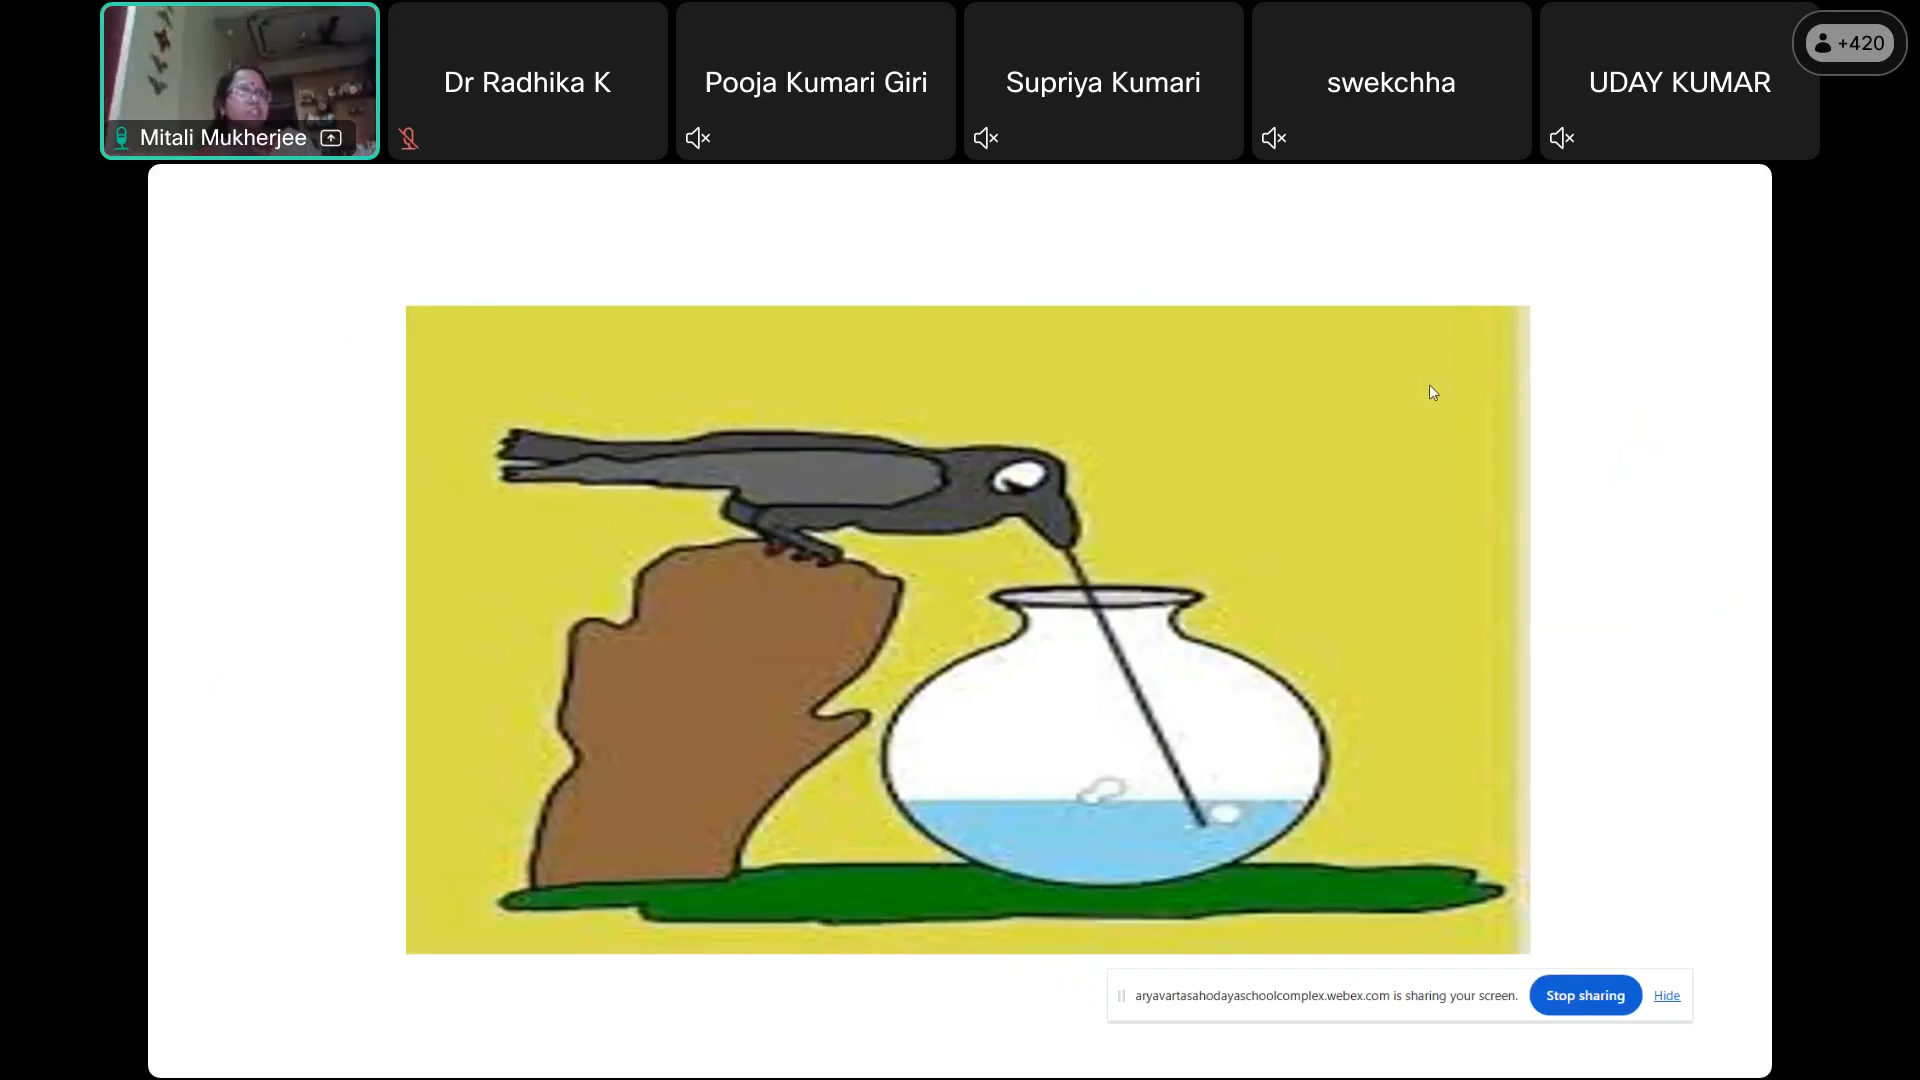 Mitali Mukherjee
Dr Radhika K
Pooja Kumari Giri
Supriya Kumari
swekchha
UDAY KUMAR
+420
aryavartasahodayaschoolcomplex.webex.com is sharing your screen.
Stop sharing
Hide